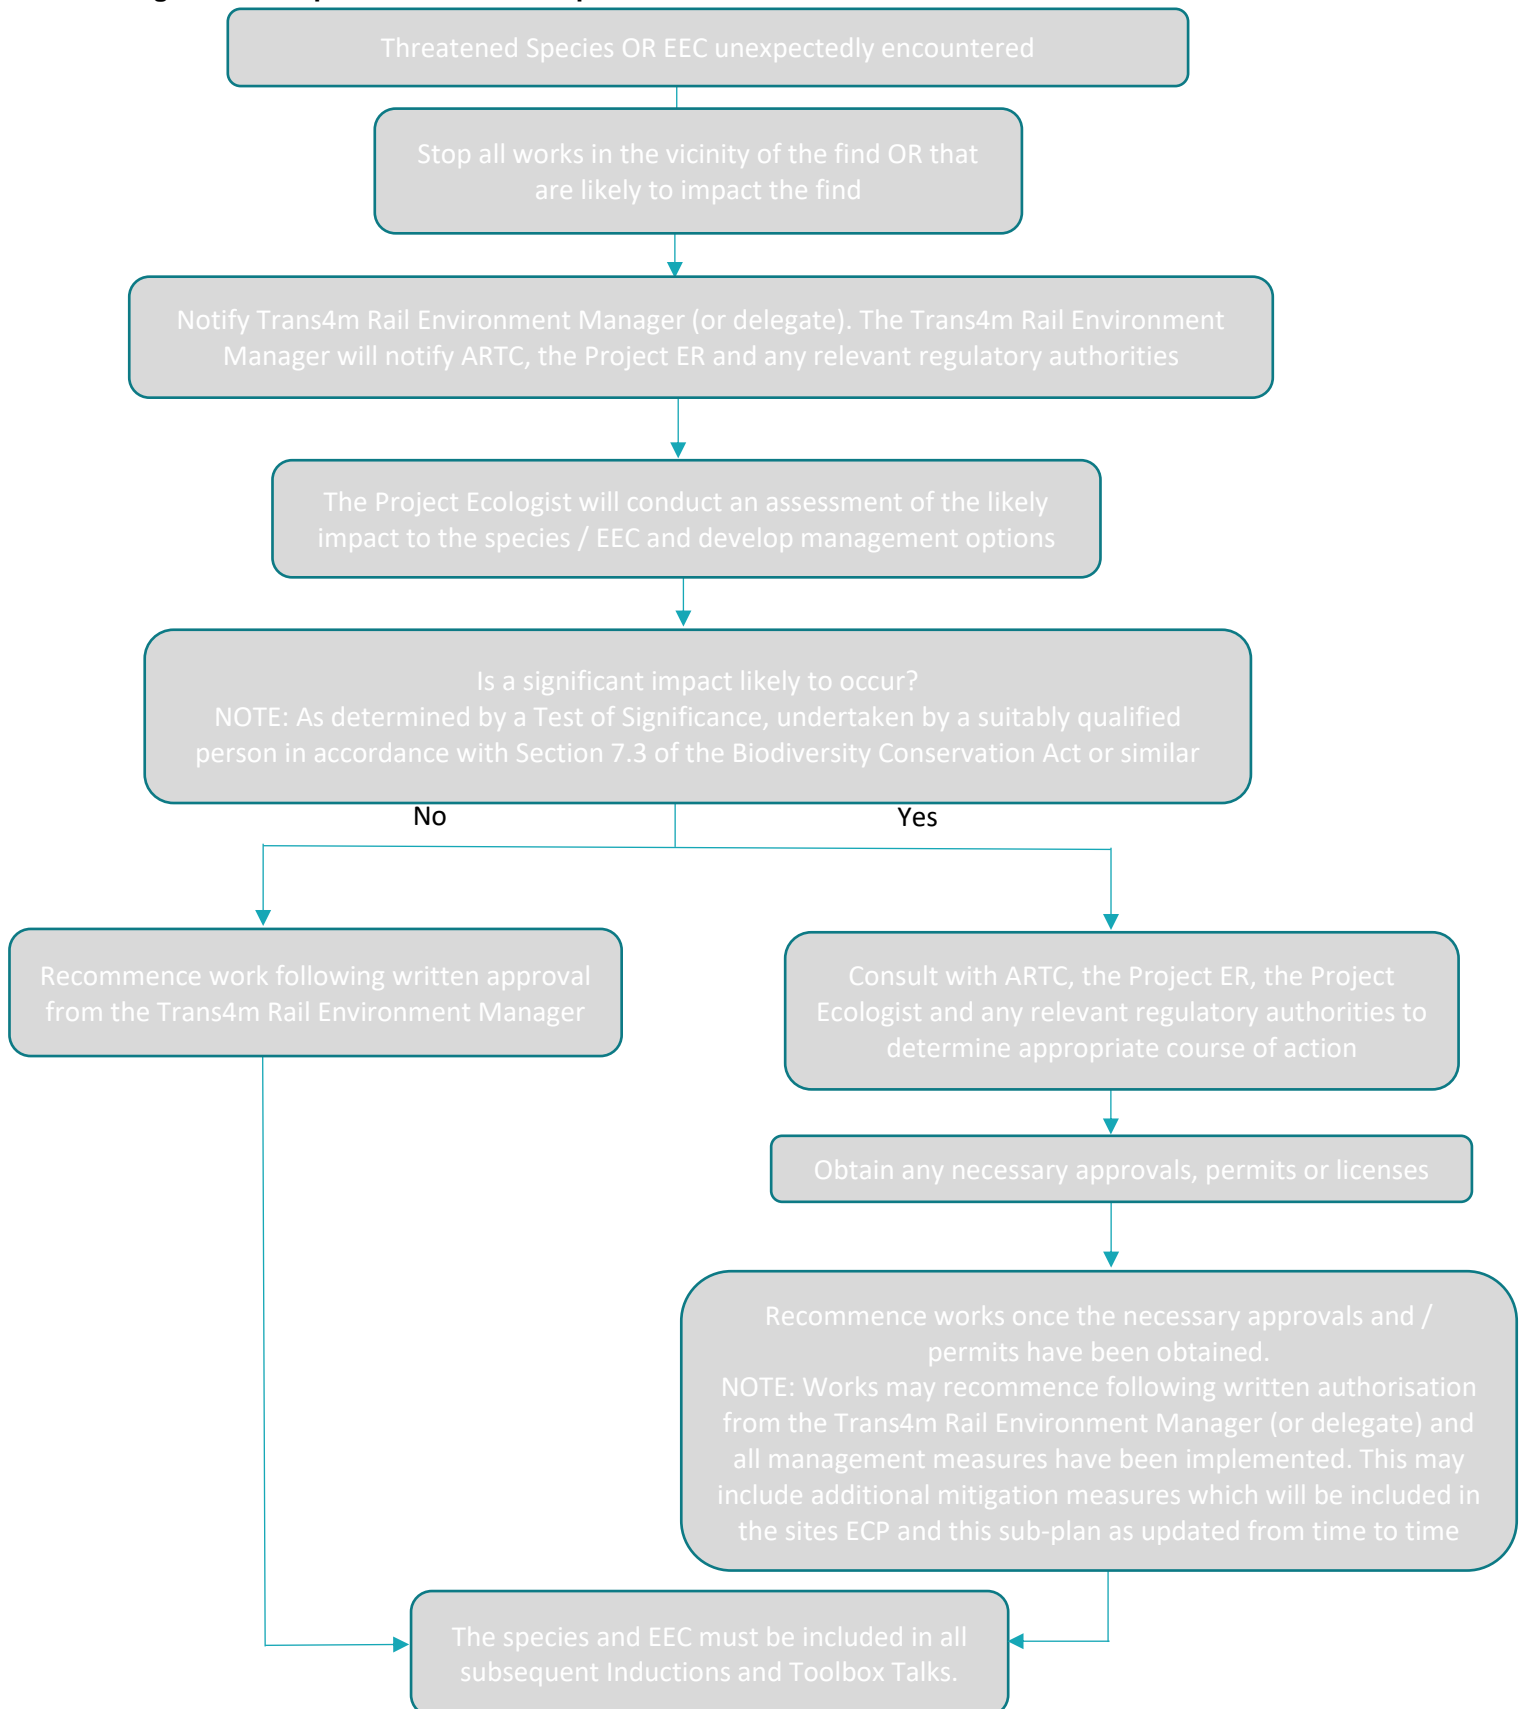 Threatened Species OR EEC unexpectedly encountered
Stop all works in the vicinity of the find OR that
are likely to impact the find
Notify Trans4m Rail Environment Manager (or delegate). The Trans4m Rail Environment
Manager will notify ARTC, the Project ER and any relevant regulatory authorities
The Project Ecologist will conduct an assessment of the likely
impact to the species / EEC and develop management options
Is a significant impact likely to occur?
NOTE: As determined by a Test of Significance, undertaken by a suitably qualified
person in accordance with Section 7.3 of the Biodiversity Conservation Act or similar
No
Yes
Recommence work following written approval
from the Trans4m Rail Environment Manager
Consult with ARTC, the Project ER, the Project
Ecologist and any relevant regulatory authorities to
determine appropriate course of action
Obtain any necessary approvals, permits or licenses
Recommence works once the necessary approvals and /
permits have been obtained.
NOTE: Works may recommence following written authorisation
from the Trans4m Rail Environment Manager (or delegate) and
all management measures have been implemented. This may
include additional mitigation measures which will be included in
the sites ECP and this sub-plan as updated from time to time
The species and EEC must be included in all
subsequent Inductions and Toolbox Talks.